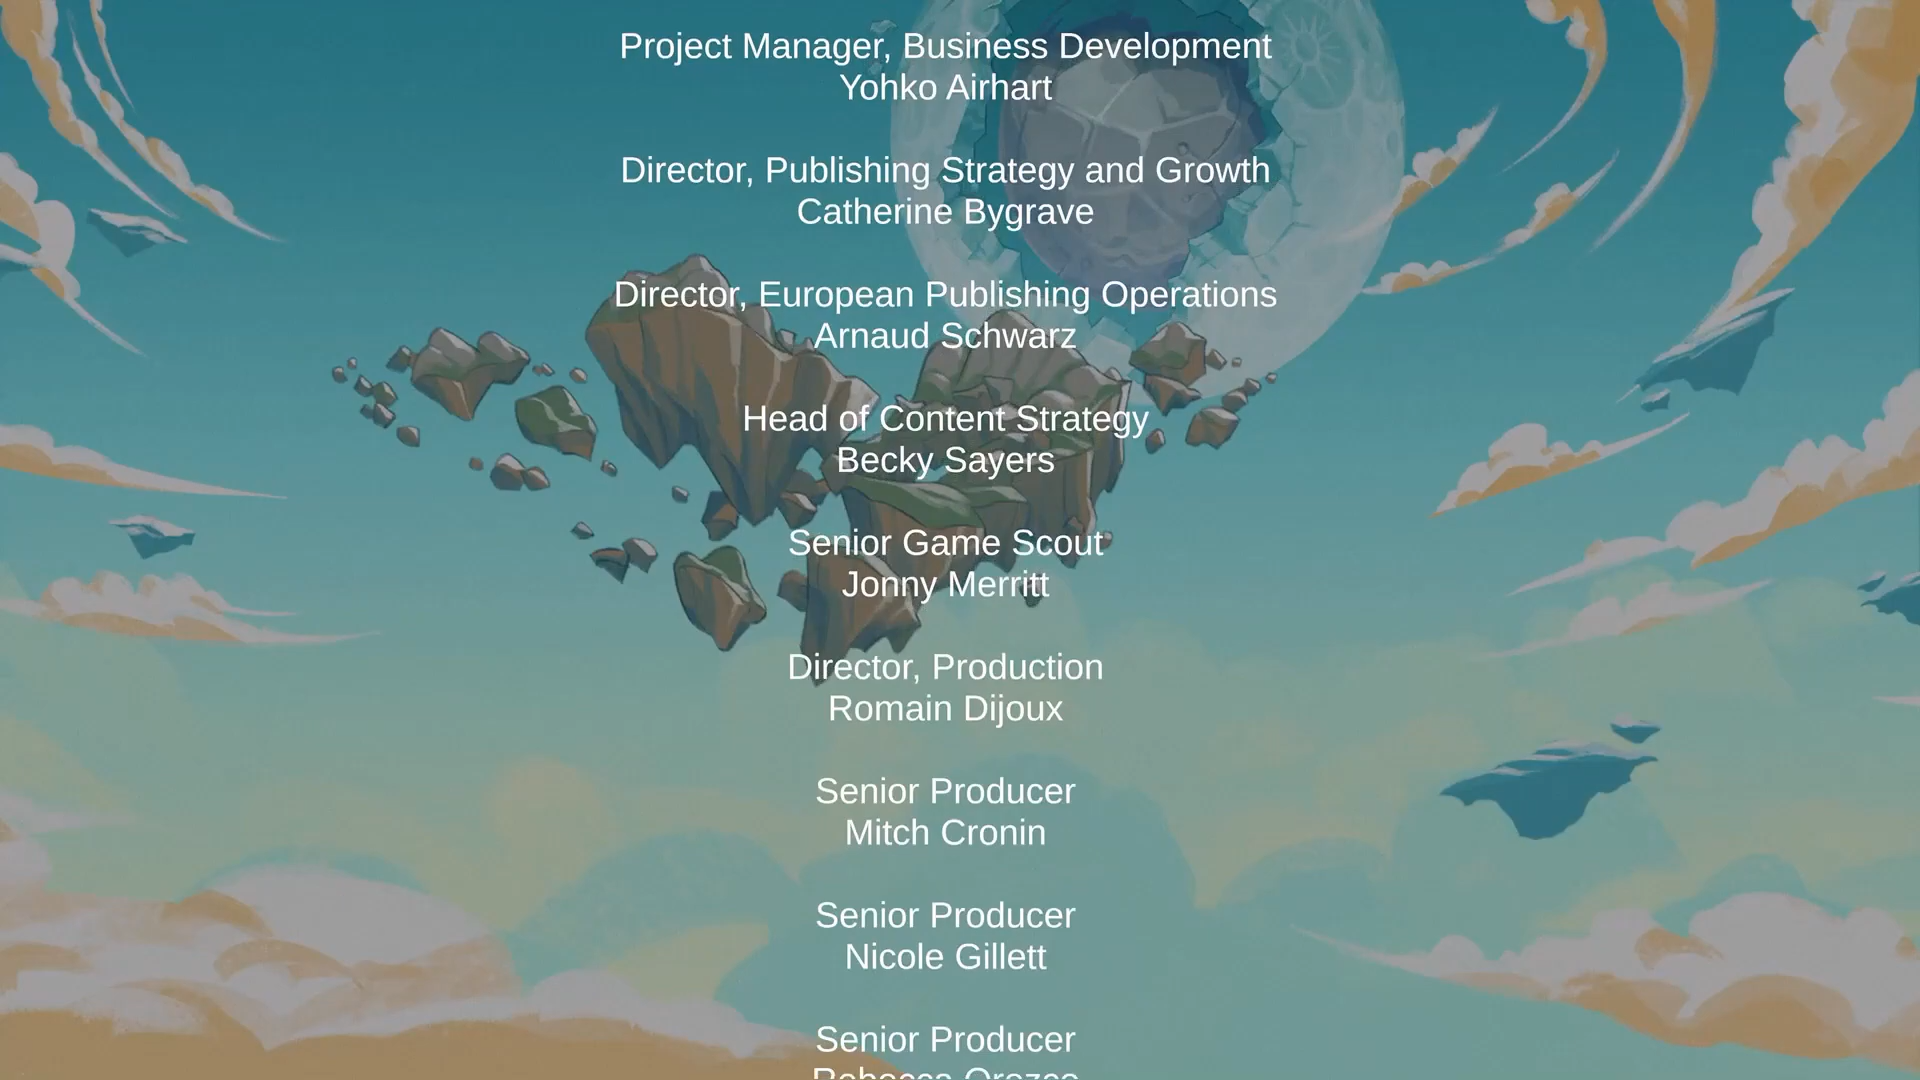 Project Manager, Business Development
Yohko Airhart
Director, Publishing Strategy and Growth
Catherine Bygrave
Director, European Publishing Operations
Arnaud Schwarz
Head of Content Strategy
Becky Sayers
Senior Game Scout
Jonny Merritt
Director, Production
Romain Dijoux
Senior Producer
Mitch Cronin
Senior Producer
Nicole Gillett
Senior Producer